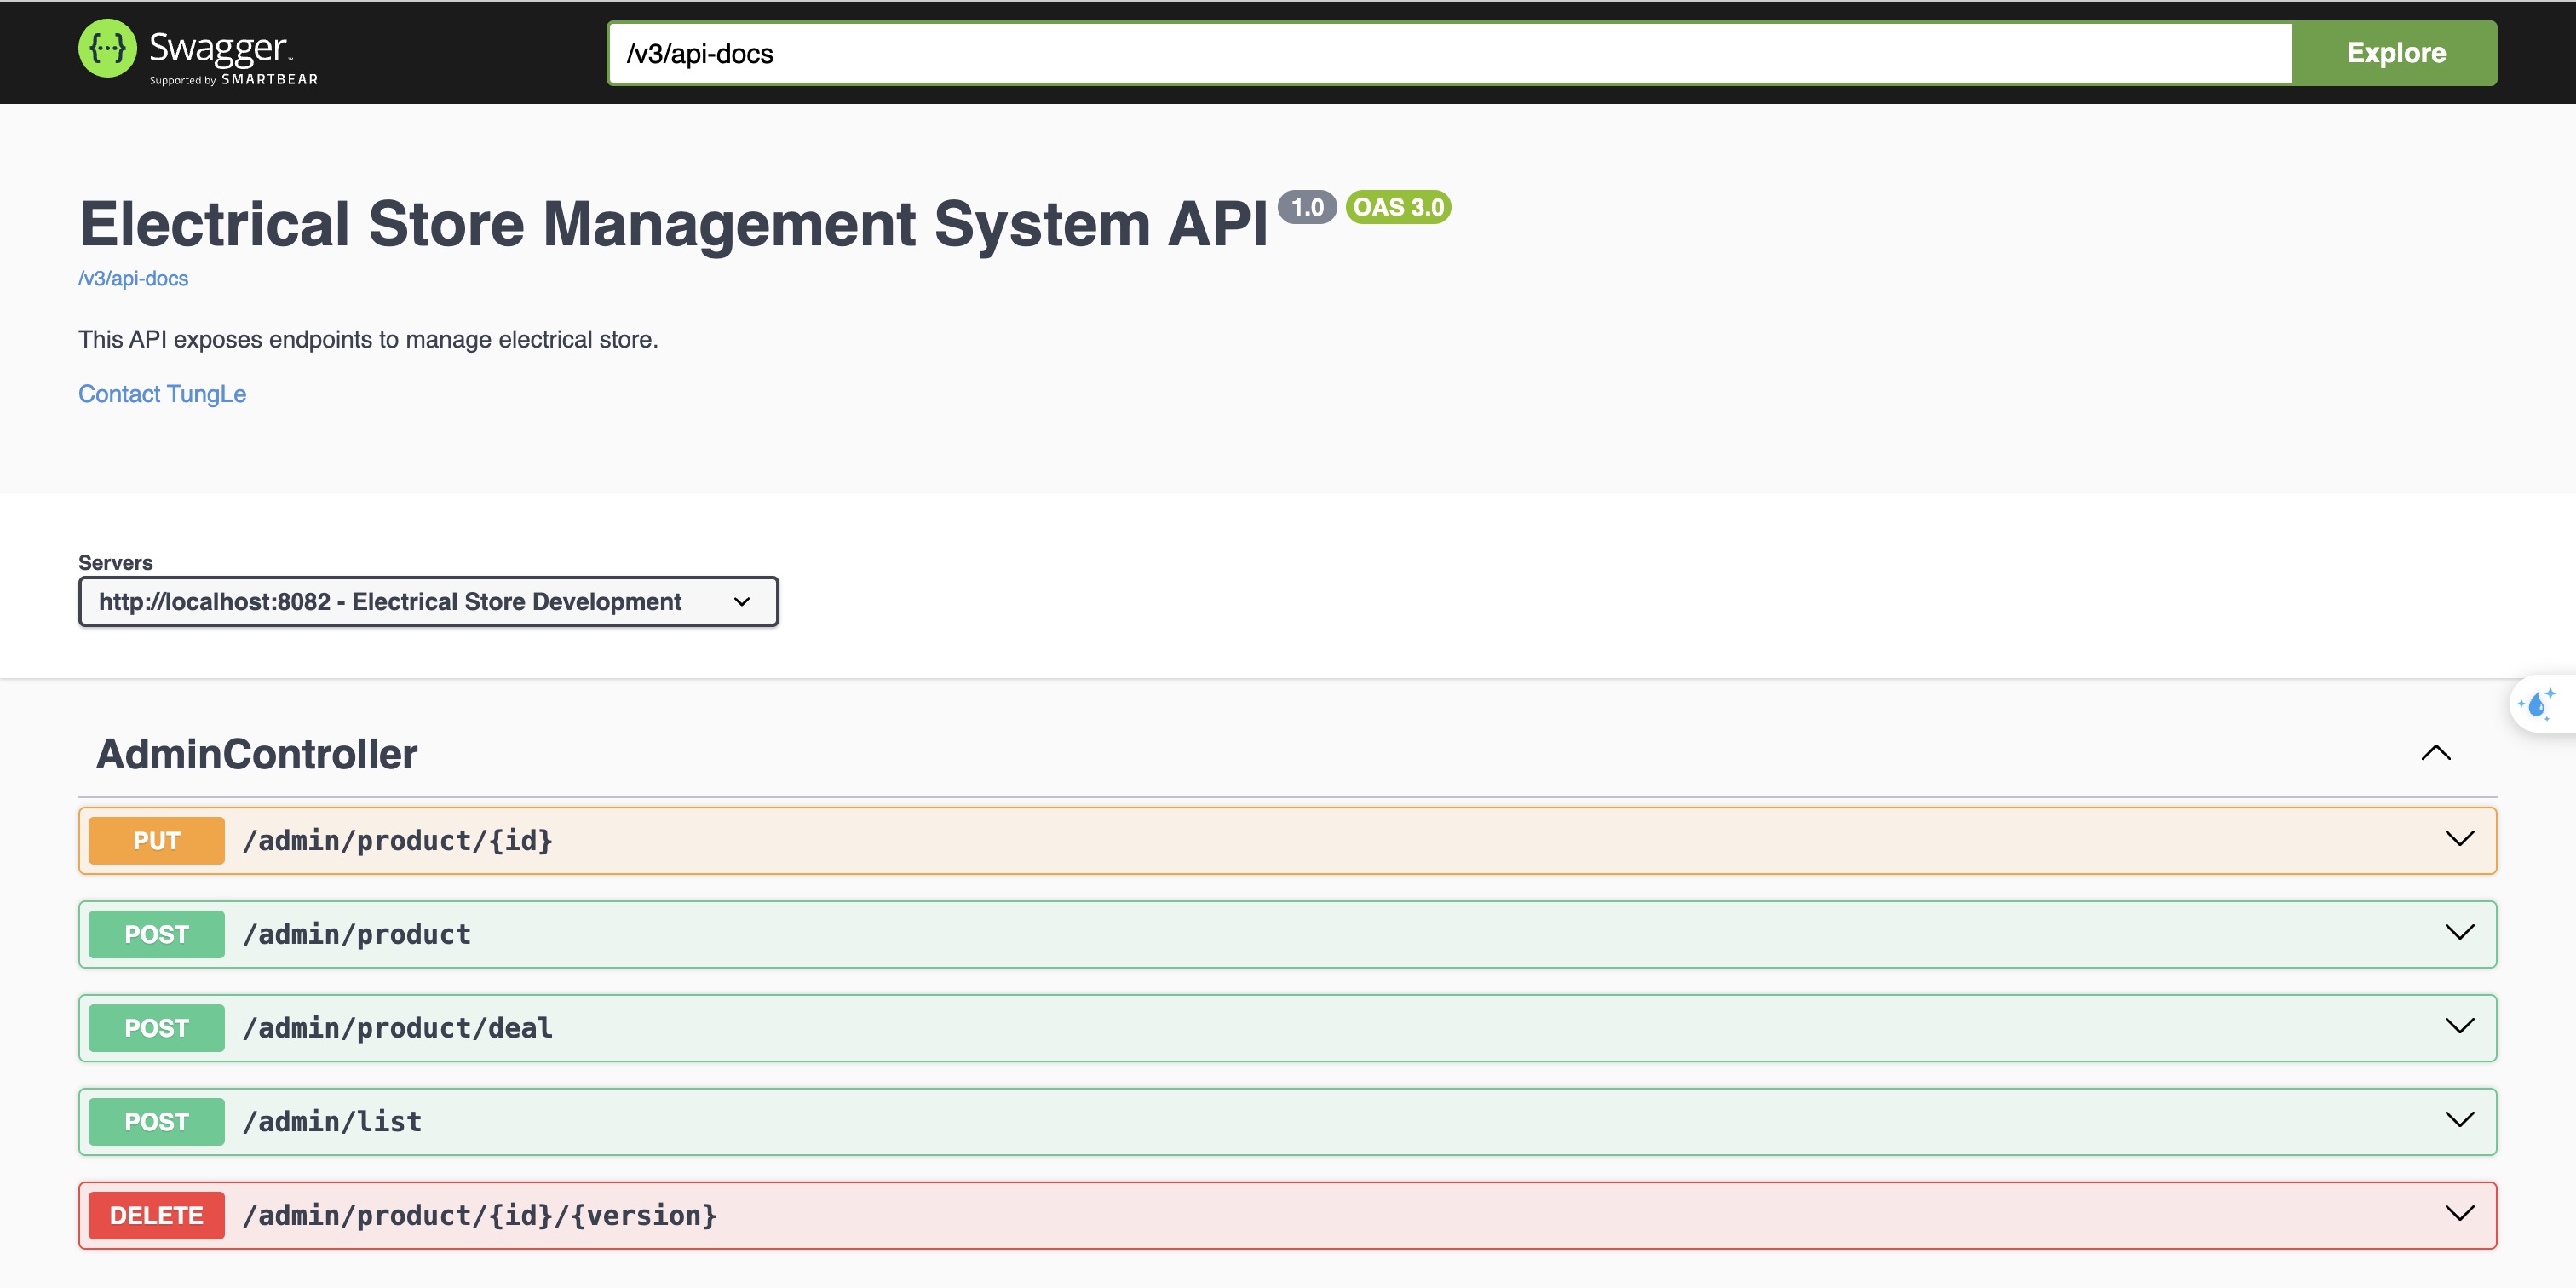 {···} Swagger™
Supported by SMARTBEAR
/v3/api-docs
Explore
Electrical Store Management System API 1.0 OAS 3.0
/v3/api-docs
This API exposes endpoints to manage electrical store.
Contact TungLe
Servers
http://localhost:8082 - Electrical Store Development
AdminController
PUT /admin/product/{id}
POST /admin/product
POST /admin/product/deal
POST /admin/list
DELETE /admin/product/{id}/{version}